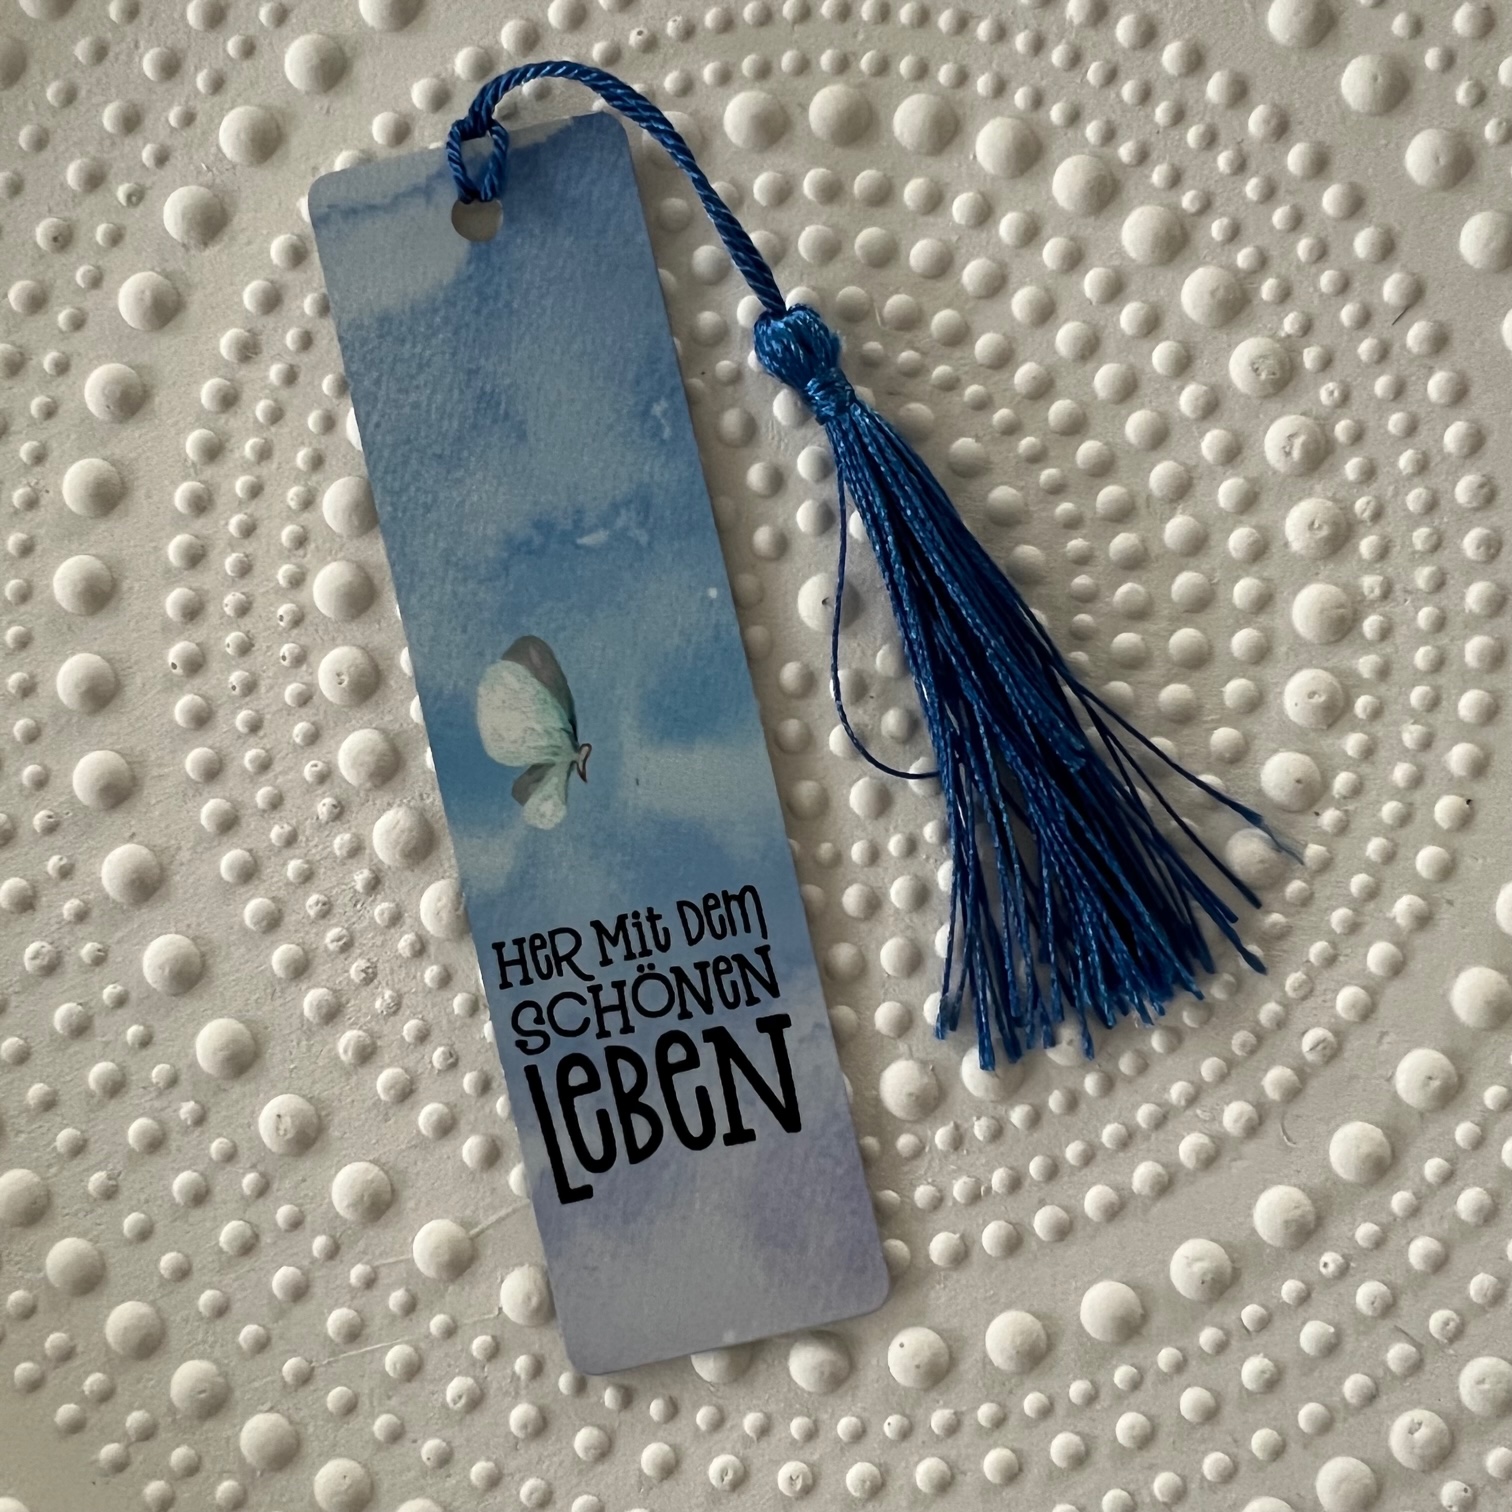 HeR Mit Dem
SCHÖNEN
LeBeN